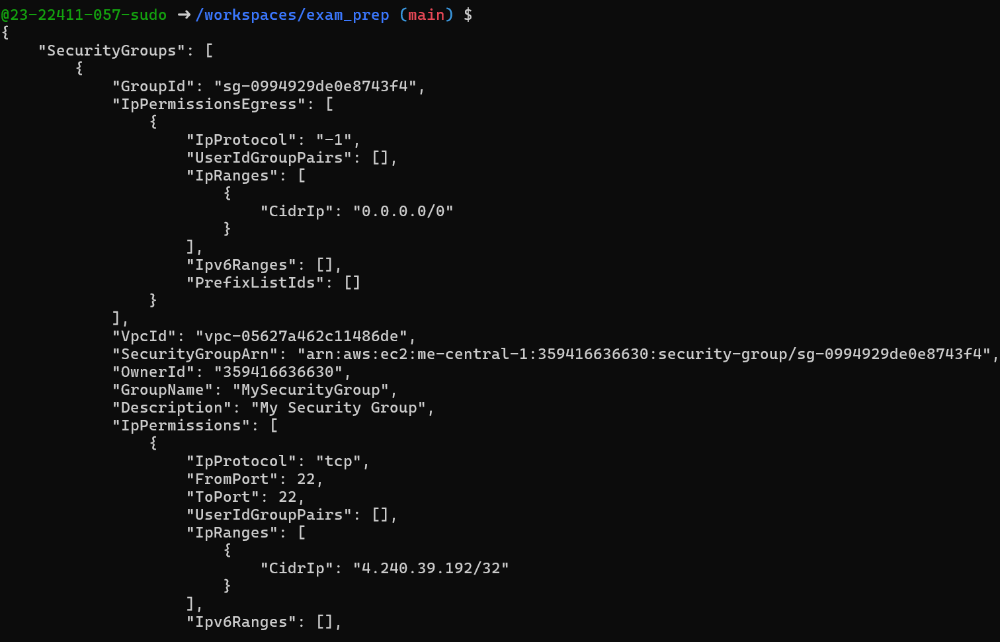 @23-22411-057-sudo ➜ /workspaces/exam_prep (main) $
{
    "SecurityGroups": [
        {
            "GroupId": "sg-0994929de0e8743f4",
            "IpPermissionsEgress": [
                {
                    "IpProtocol": "-1",
                    "UserIdGroupPairs": [],
                    "IpRanges": [
                        {
                            "CidrIp": "0.0.0.0/0"
                        }
                    ],
                    "Ipv6Ranges": [],
                    "PrefixListIds": []
                }
            ],
            "VpcId": "vpc-05627a462c11486de",
            "SecurityGroupArn": "arn:aws:ec2:me-central-1:359416636630:security-group/sg-0994929de0e8743f4",
            "OwnerId": "359416636630",
            "GroupName": "MySecurityGroup",
            "Description": "My Security Group",
            "IpPermissions": [
                {
                    "IpProtocol": "tcp",
                    "FromPort": 22,
                    "ToPort": 22,
                    "UserIdGroupPairs": [],
                    "IpRanges": [
                        {
                            "CidrIp": "4.240.39.192/32"
                        }
                    ],
                    "Ipv6Ranges": [],